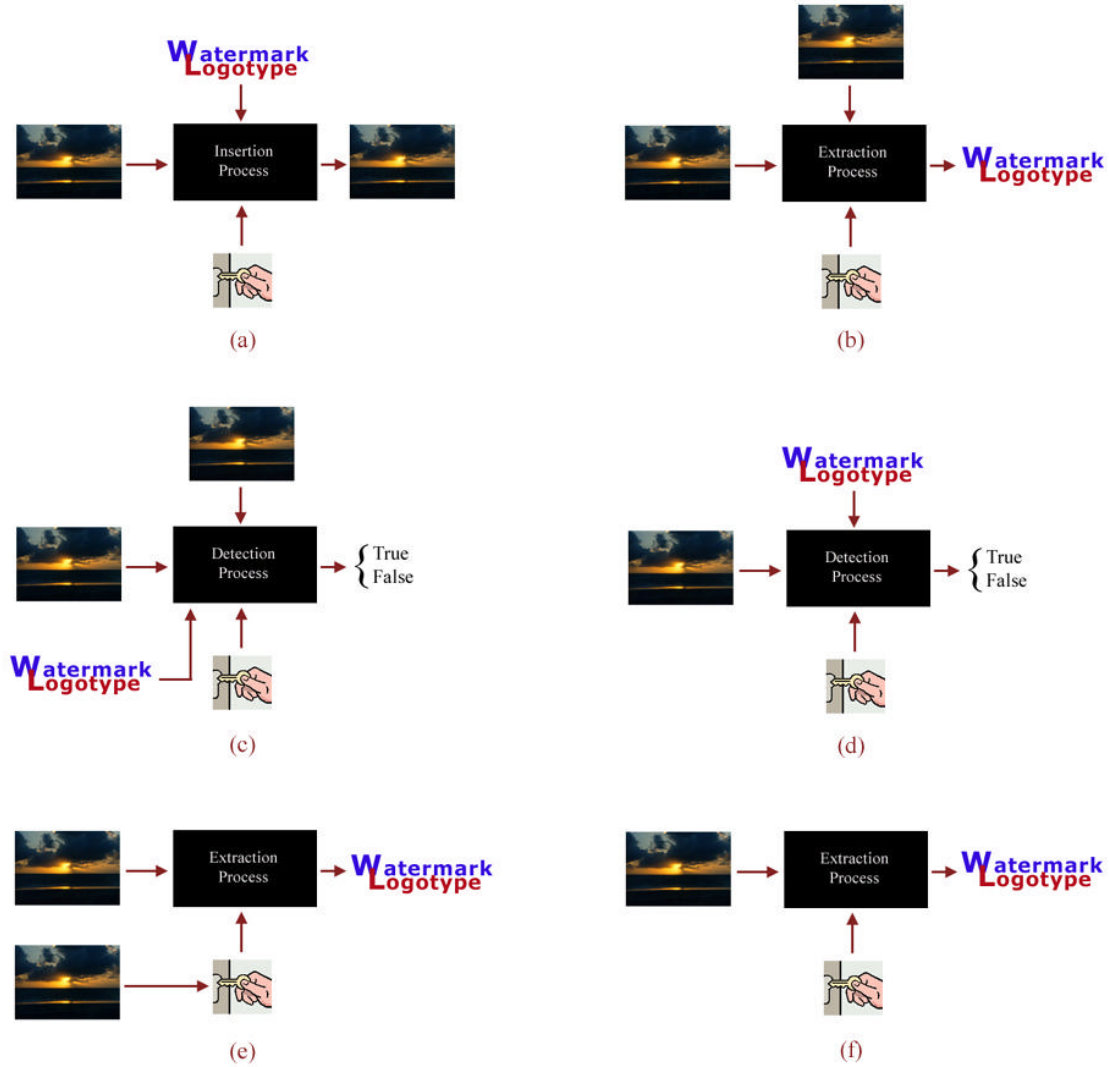 Watermark
Logotype
Insertion
Process
(a)
Extraction
Process
Watermark
Logotype
(b)
Detection
Process
True
False
Watermark
Logotype
(c)
Watermark
Logotype
Detection
Process
True
False
(d)
Extraction
Process
Watermark
Logotype
(e)
Extraction
Process
Watermark
Logotype
(f)